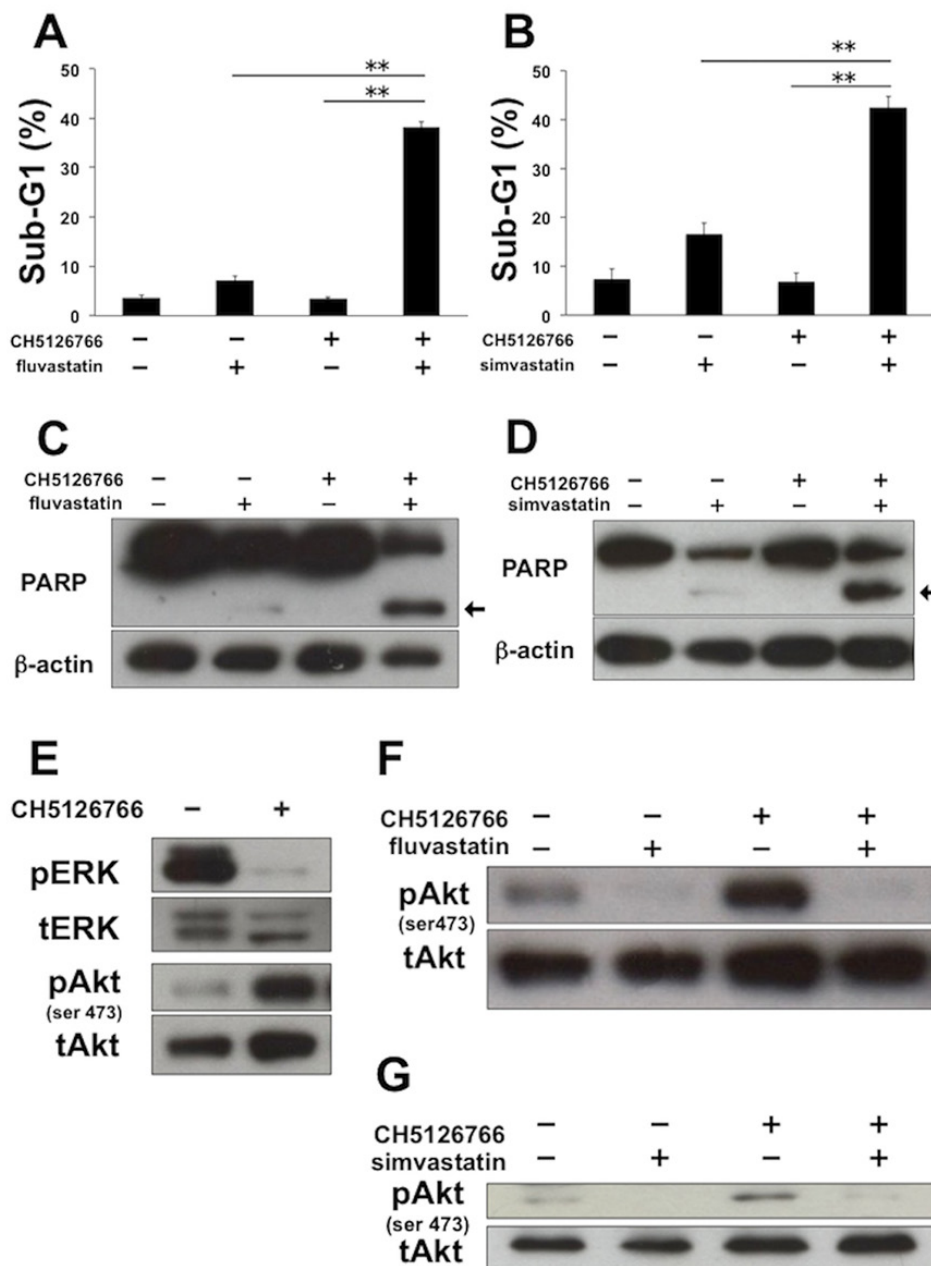 A
Sub-G1 (%)
50
40
30
20
10
0
**
**
CH5126766 − − + +
fluvastatin − + − +
B
Sub-G1 (%)
50
40
30
20
10
0
**
**
CH5126766 − − + +
simvastatin − + − +
C
CH5126766 − − + +
fluvastatin − + − +
PARP
β-actin
D
CH5126766 − − + +
simvastatin − + − +
PARP
β-actin
E
CH5126766 − +
pERK
tERK
pAkt
(ser 473)
tAkt
F
CH5126766 − − + +
fluvastatin − + − +
pAkt
(ser473)
tAkt
G
CH5126766 − − + +
simvastatin − + − +
pAkt
(ser 473)
tAkt